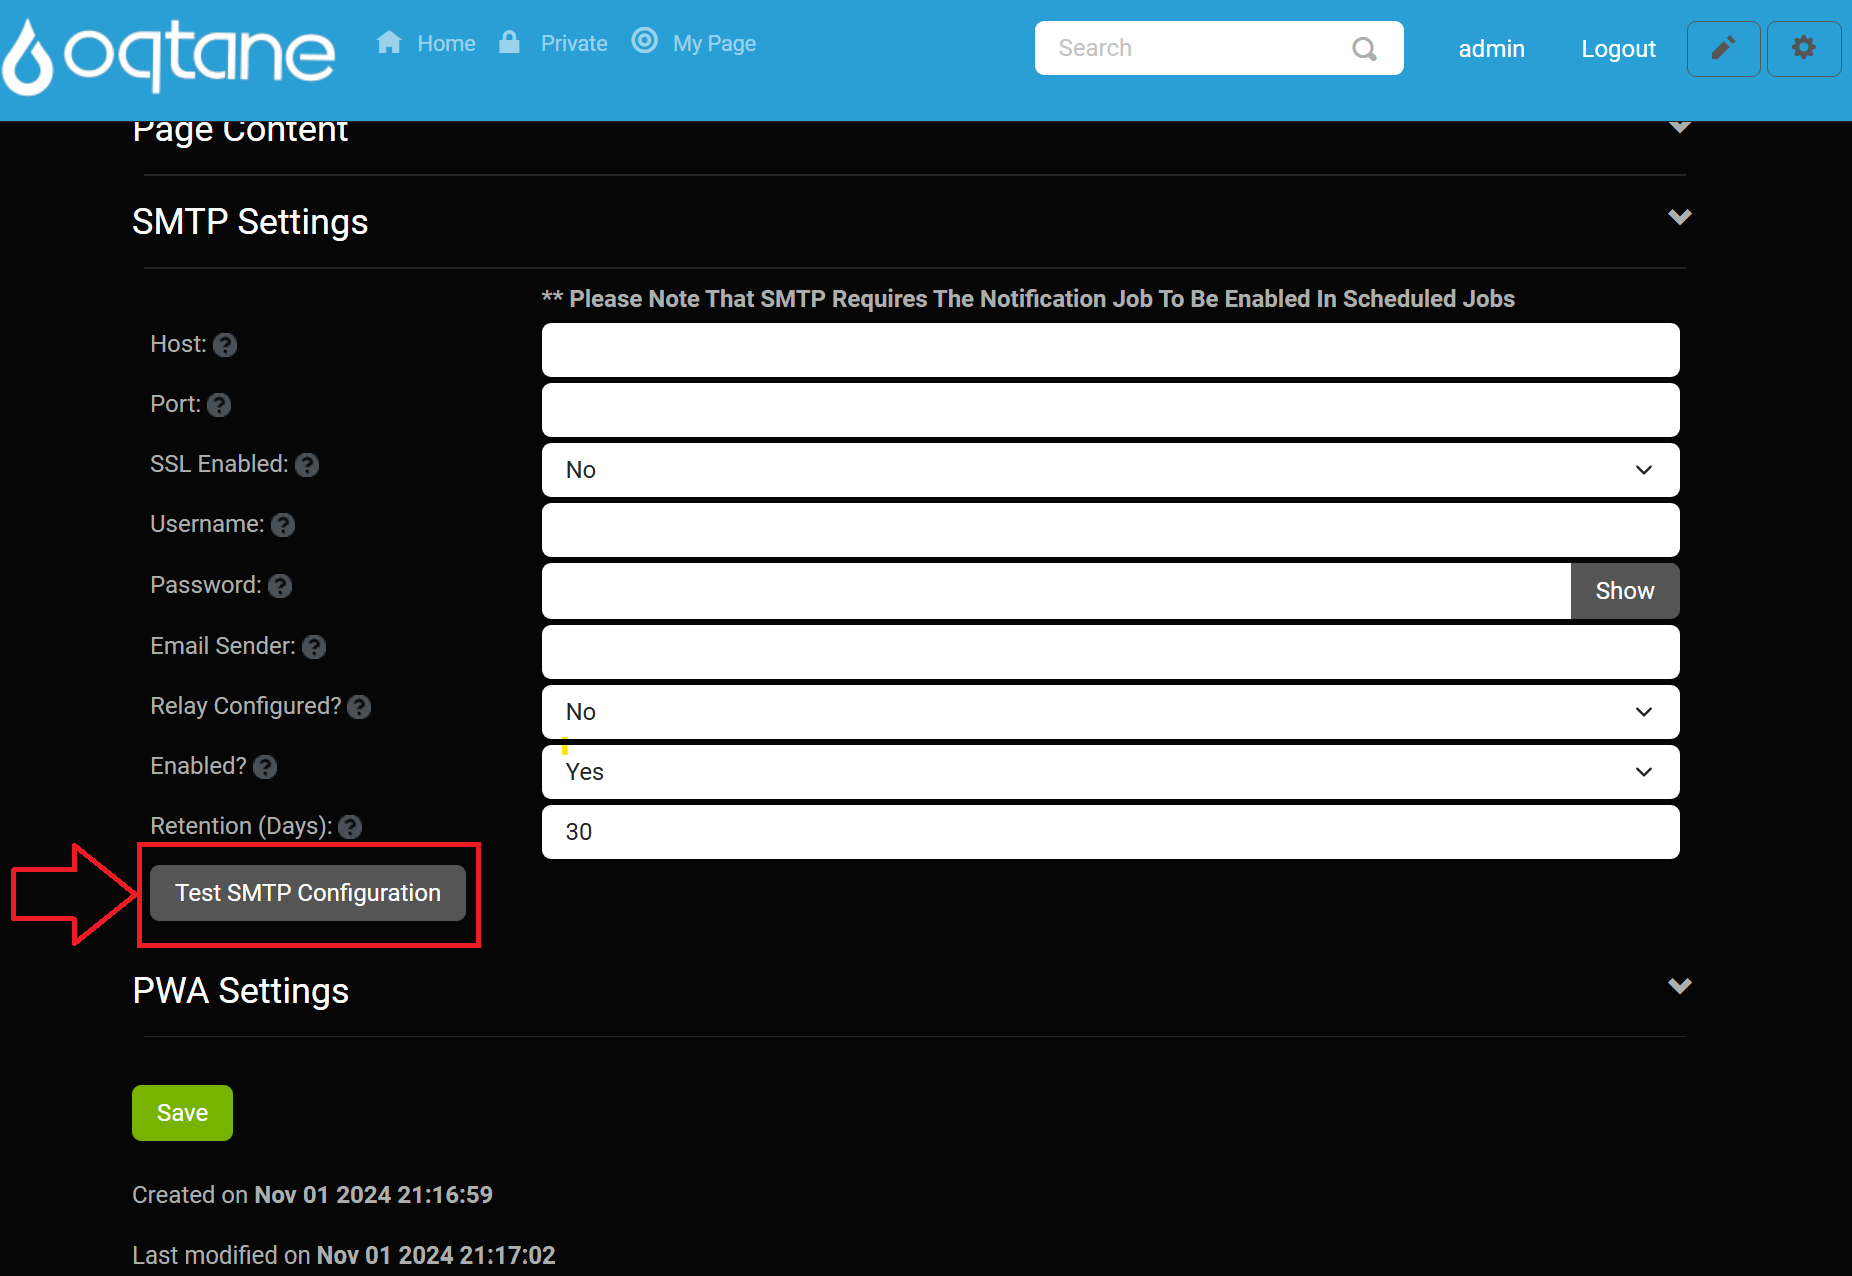 oqtane Home Private My Page Search admin Logout
Page Content
SMTP Settings
** Please Note That SMTP Requires The Notification Job To Be Enabled In Scheduled Jobs
Host: ?
Port: ?
SSL Enabled: ? No
Username: ?
Password: ? Show
Email Sender: ?
Relay Configured? ? No
Enabled? ? Yes
Retention (Days): ? 30
Test SMTP Configuration
PWA Settings
Save
Created on Nov 01 2024 21:16:59
Last modified on Nov 01 2024 21:17:02